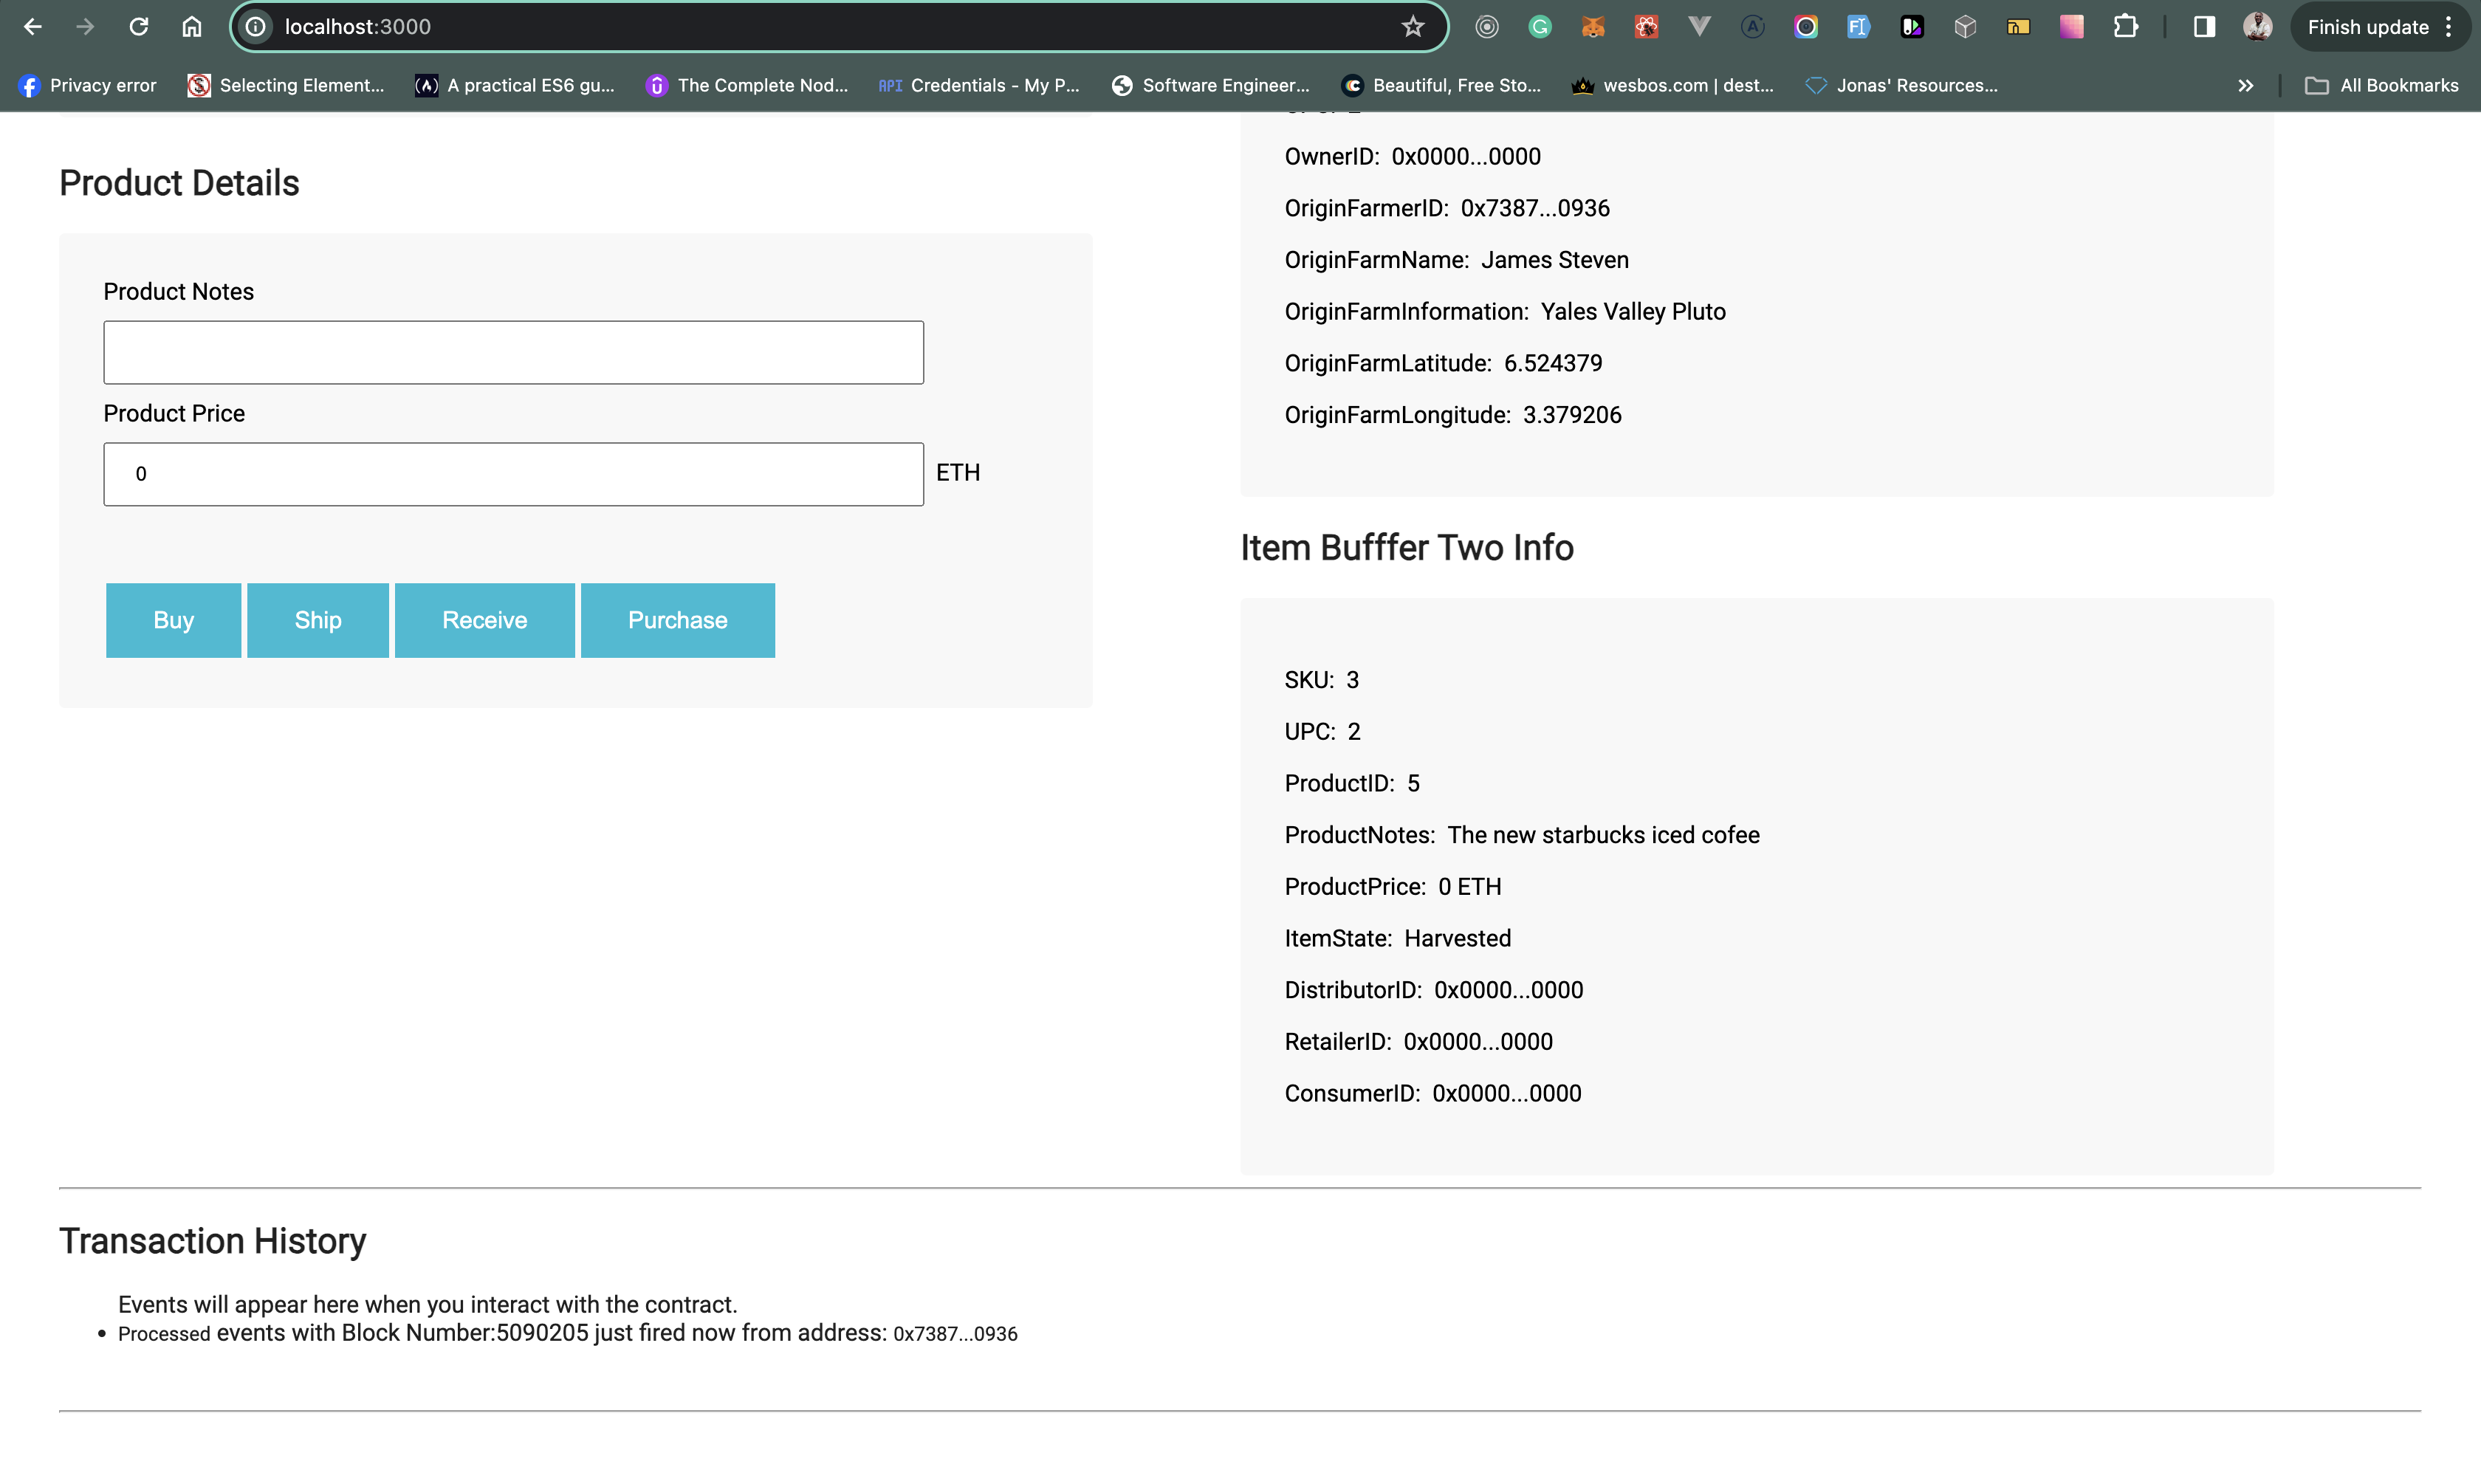 localhost:3000
Finish update
Privacy error
Selecting Element...
A practical ES6 gu...
The Complete Nod...
API Credentials - My P...
Software Engineer...
Beautiful, Free Sto...
wesbos.com | dest...
Jonas' Resources...
All Bookmarks
Product Details
Product Notes
Product Price
0 ETH
Buy Ship Receive Purchase
OwnerID: 0x0000...0000
OriginFarmerID: 0x7387...0936
OriginFarmName: James Steven
OriginFarmInformation: Yales Valley Pluto
OriginFarmLatitude: 6.524379
OriginFarmLongitude: 3.379206
Item Bufffer Two Info
SKU: 3
UPC: 2
ProductID: 5
ProductNotes: The new starbucks iced cofee
ProductPrice: 0 ETH
ItemState: Harvested
DistributorID: 0x0000...0000
RetailerID: 0x0000...0000
ConsumerID: 0x0000...0000
Transaction History
Events will appear here when you interact with the contract.
Processed events with Block Number:5090205 just fired now from address: 0x7387...0936